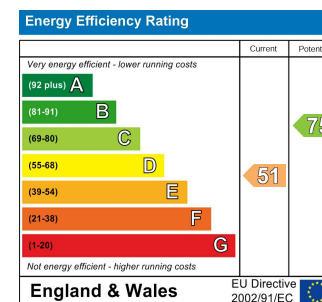 Energy Efficiency Rating
Current
Very energy efficient - lower running costs
(92 plus) A
(81-91) B
(69-80) C
(55-68) D
51
(39-54) E
(21-38) F
(1-20) G
Not energy efficient - higher running costs
England & Wales
EU Directive
2002/91/EC